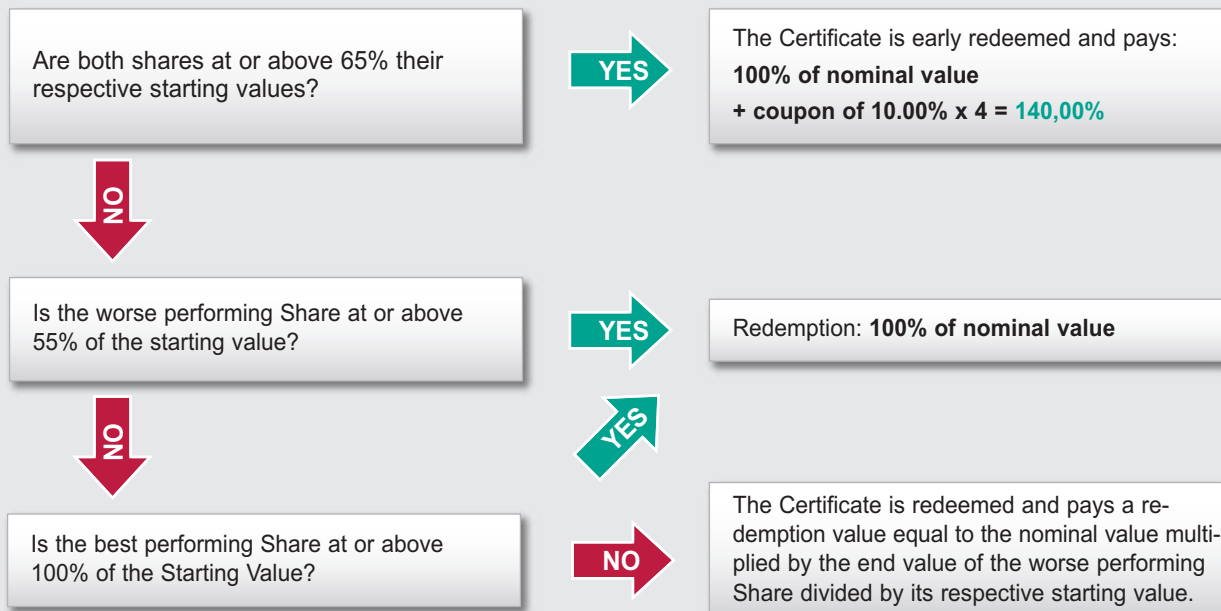 Are both shares at or above 65% their
respective starting values?
YES
The Certificate is early redeemed and pays:
100% of nominal value
+ coupon of 10.00% x 4 = 140,00%
NO
Is the worse performing Share at or above
55% of the starting value?
YES
Redemption: 100% of nominal value
NO
YES
Is the best performing Share at or above
100% of the Starting Value?
NO
The Certificate is redeemed and pays a re-
demption value equal to the nominal value multi-
plied by the end value of the worse performing
Share divided by its respective starting value.